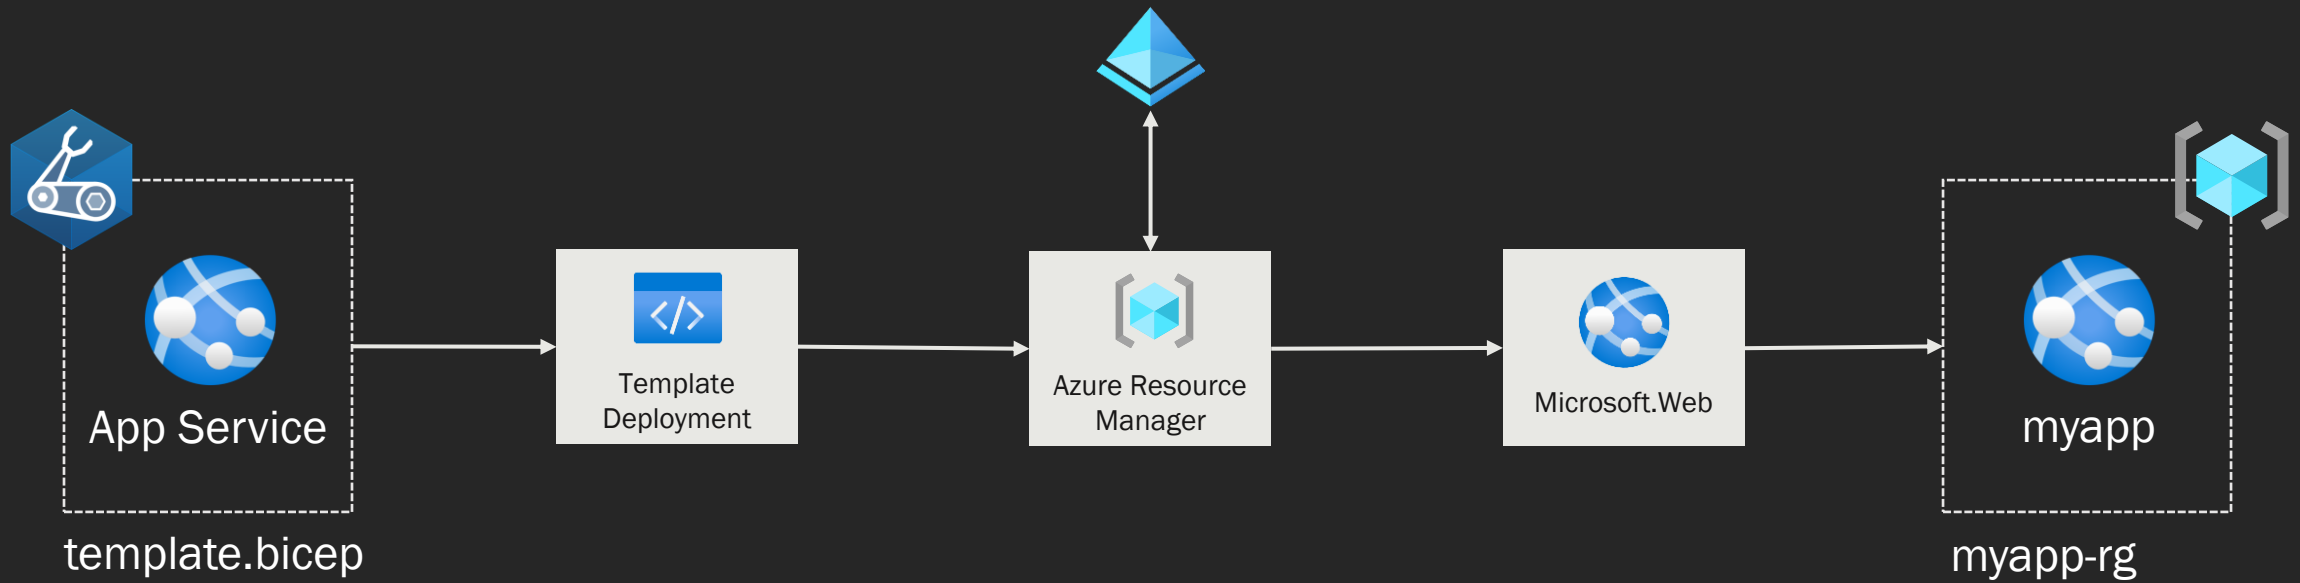 App Service
template.bicep
</>
Template
Deployment
Azure Resource
Manager
Microsoft.Web
myapp
myapp-rg